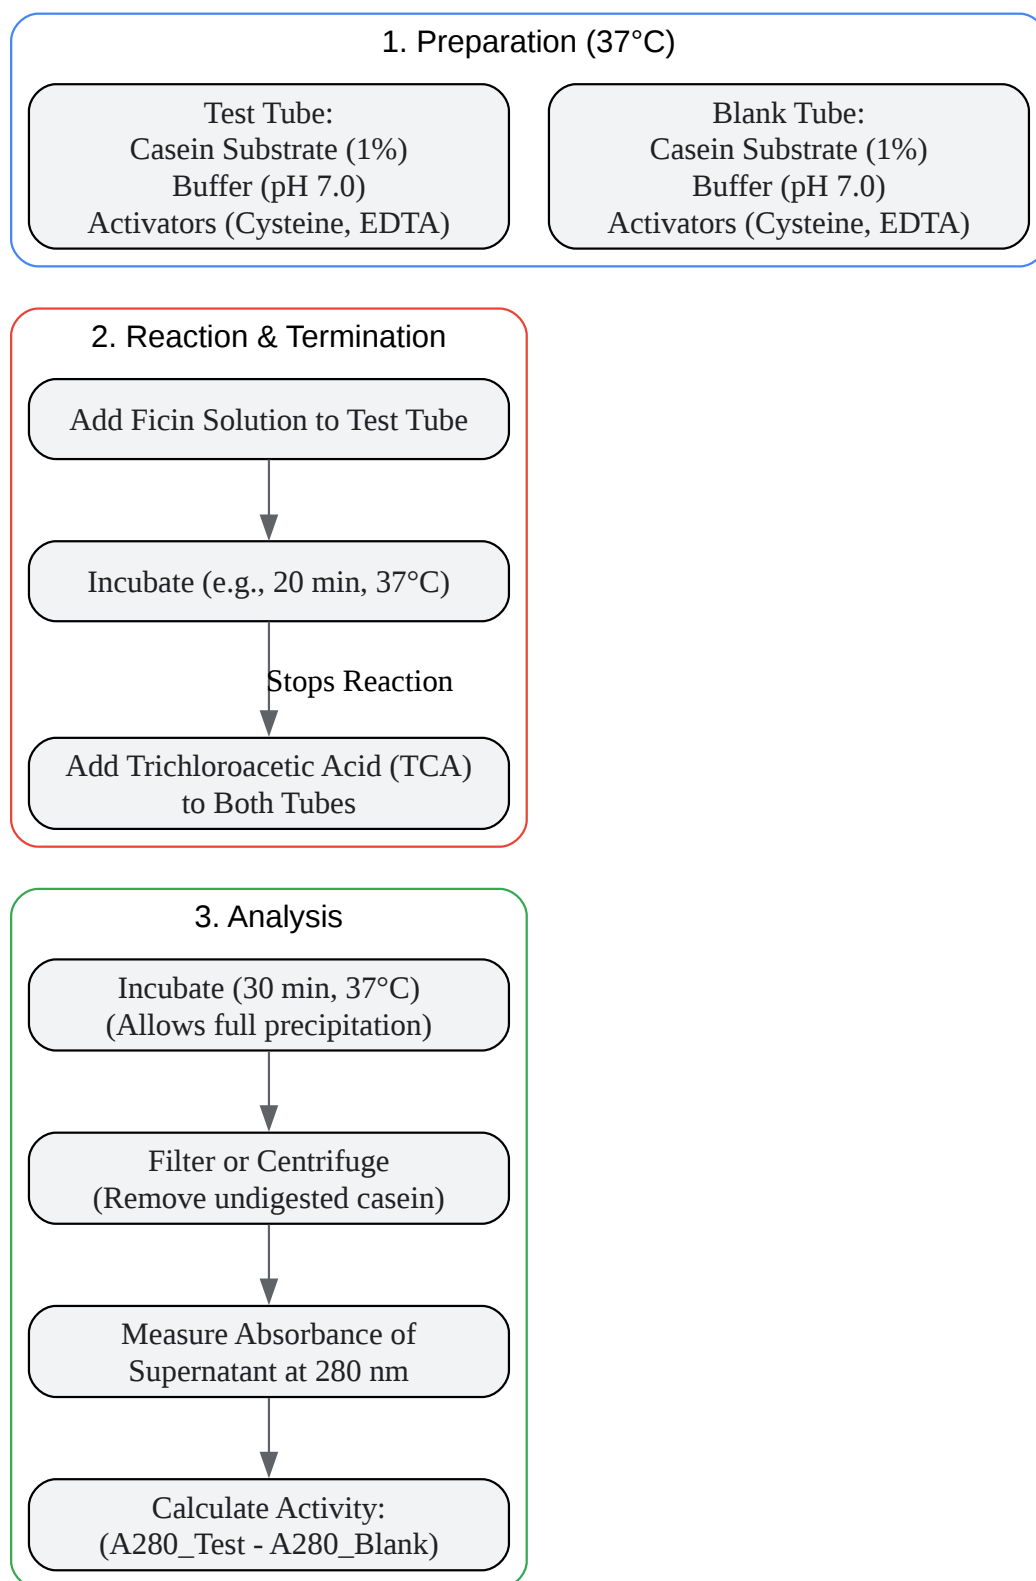 1. Preparation (37°C)
Test Tube:
Casein Substrate (1%)
Buffer (pH 7.0)
Activators (Cysteine, EDTA)
Blank Tube:
Casein Substrate (1%)
Buffer (pH 7.0)
Activators (Cysteine, EDTA)
2. Reaction & Termination
Add Ficin Solution to Test Tube
Incubate (e.g., 20 min, 37°C)
Stops Reaction
Add Trichloroacetic Acid (TCA)
to Both Tubes
3. Analysis
Incubate (30 min, 37°C)
(Allows full precipitation)
Filter or Centrifuge
(Remove undigested casein)
Measure Absorbance of
Supernatant at 280 nm
Calculate Activity:
(A280_Test - A280_Blank)